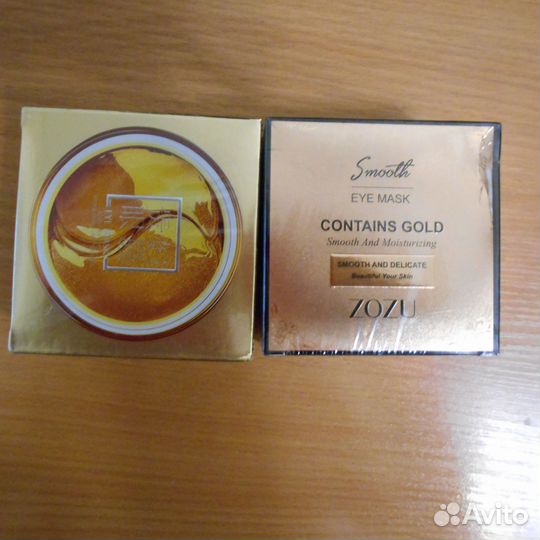 Smooth
EYE MASK
CONTAINS GOLD
Smooth And Moisturizing
SMOOTH AND DELICATE
Beautiful Your Skin
ZOZU
Avito